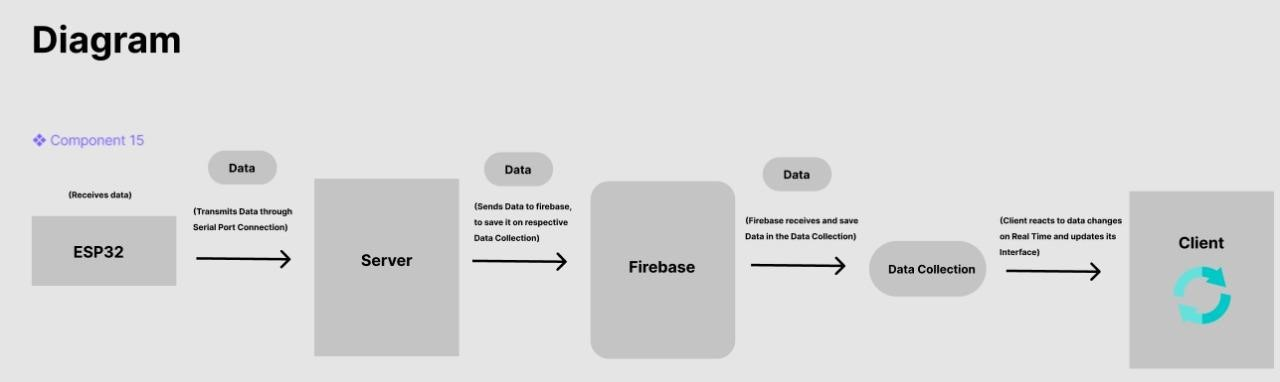 Diagram
Component 15
(Receives data)
ESP32
Data
(Transmits Data through
Serial Port Connection)
Server
Data
(Sends Data to firebase,
to save it on respective
Data Collection)
Firebase
Data
(Firebase receives and save
Data in the Data Collection)
Data Collection
(Client reacts to data changes
on Real Time and updates its
Interface)
Client